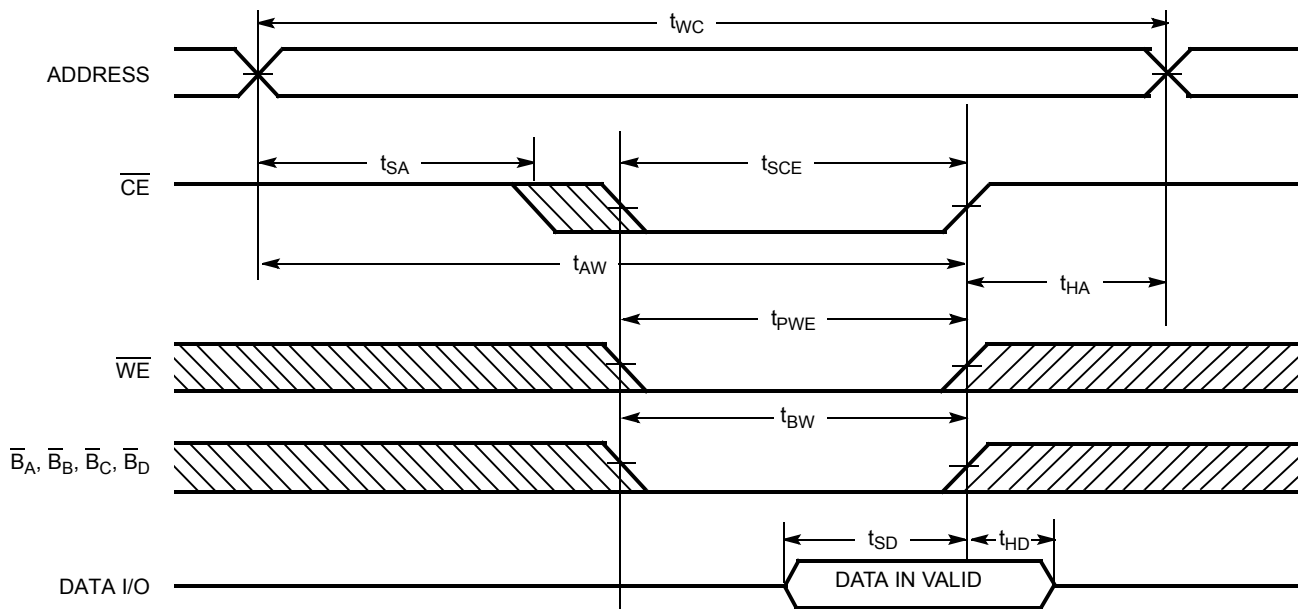 tWC
ADDRESS
tSA
tSCE
CE
tAW
tHA
tPWE
WE
tBW
BA, BB, BC, BD
tSD
tHD
DATA I/O
DATA IN VALID